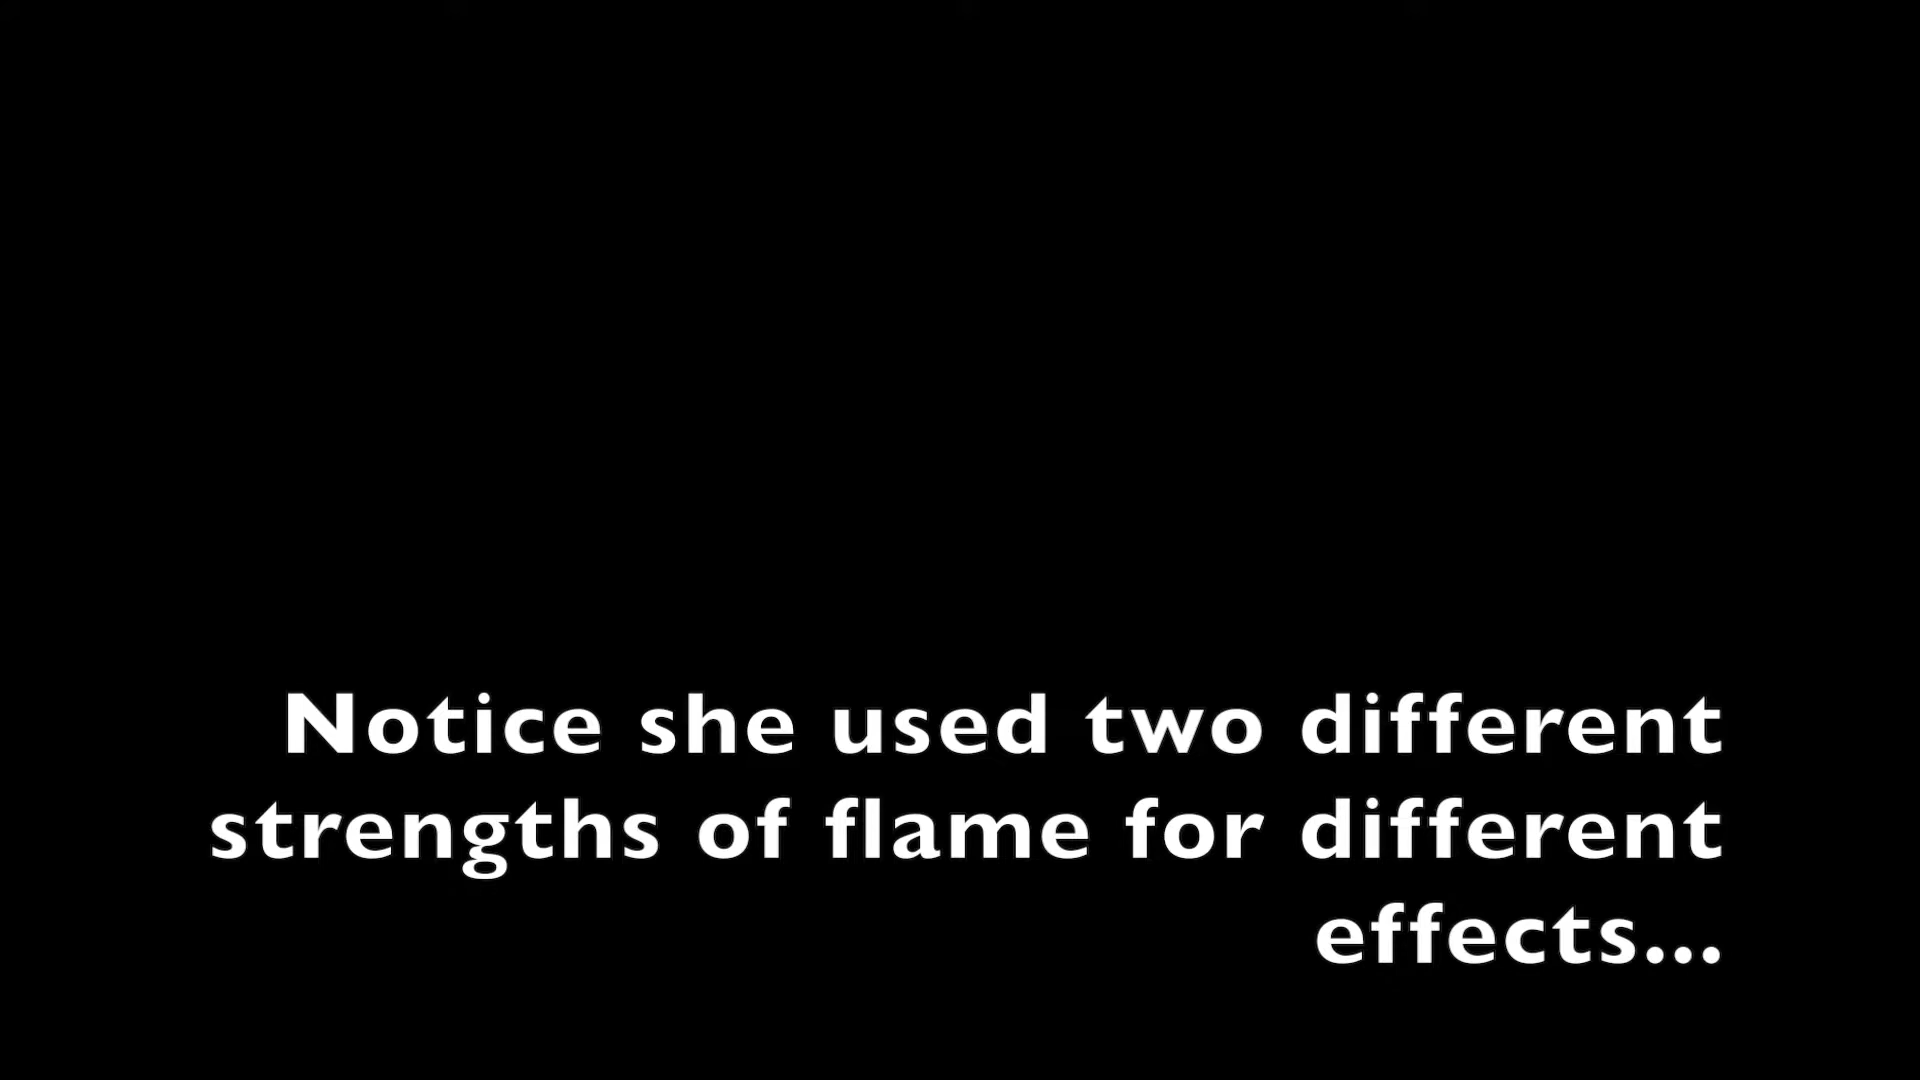 Notice she used two different
strengths of flame for different
effects...